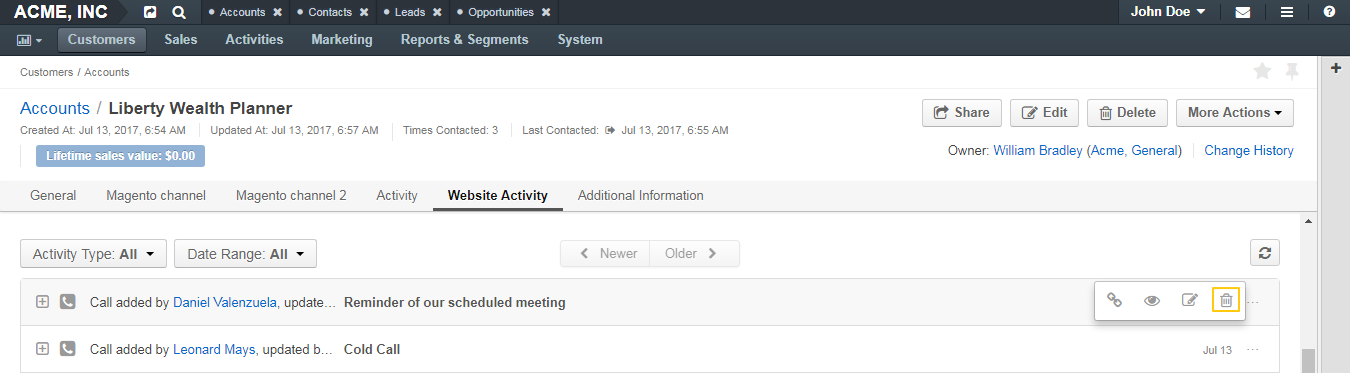 ACME, INC Accounts Contacts Leads Opportunities John Doe
Customers Sales Activities Marketing Reports & Segments System
Customers / Accounts
Accounts / Liberty Wealth Planner Share Edit Delete More Actions
Created At: Jul 13, 2017, 6:54 AM Updated At: Jul 13, 2017, 6:57 AM Times Contacted: 3 Last Contacted: Jul 13, 2017, 6:55 AM
Owner: William Bradley (Acme, General) Change History
Lifetime sales value: $0.00
General Magento channel Magento channel 2 Activity Website Activity Additional Information
Activity Type: All Date Range: All Newer Older
Call added by Daniel Valenzuela, update... Reminder of our scheduled meeting ...
Call added by Leonard Mays, updated b... Cold Call Jul 13 ...